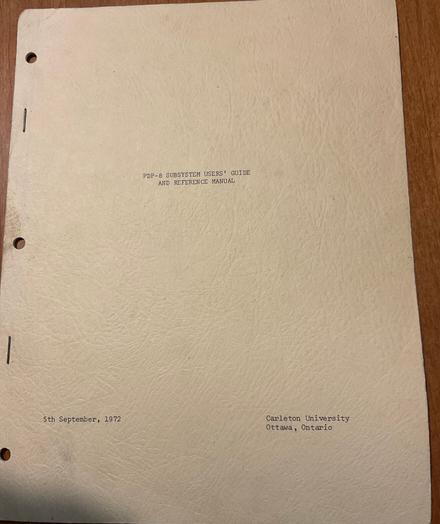 PDP-8 SUBSYSTEM USERS' GUIDE
AND REFERENCE MANUAL
5th September, 1972
Carleton University
Ottawa, Ontario